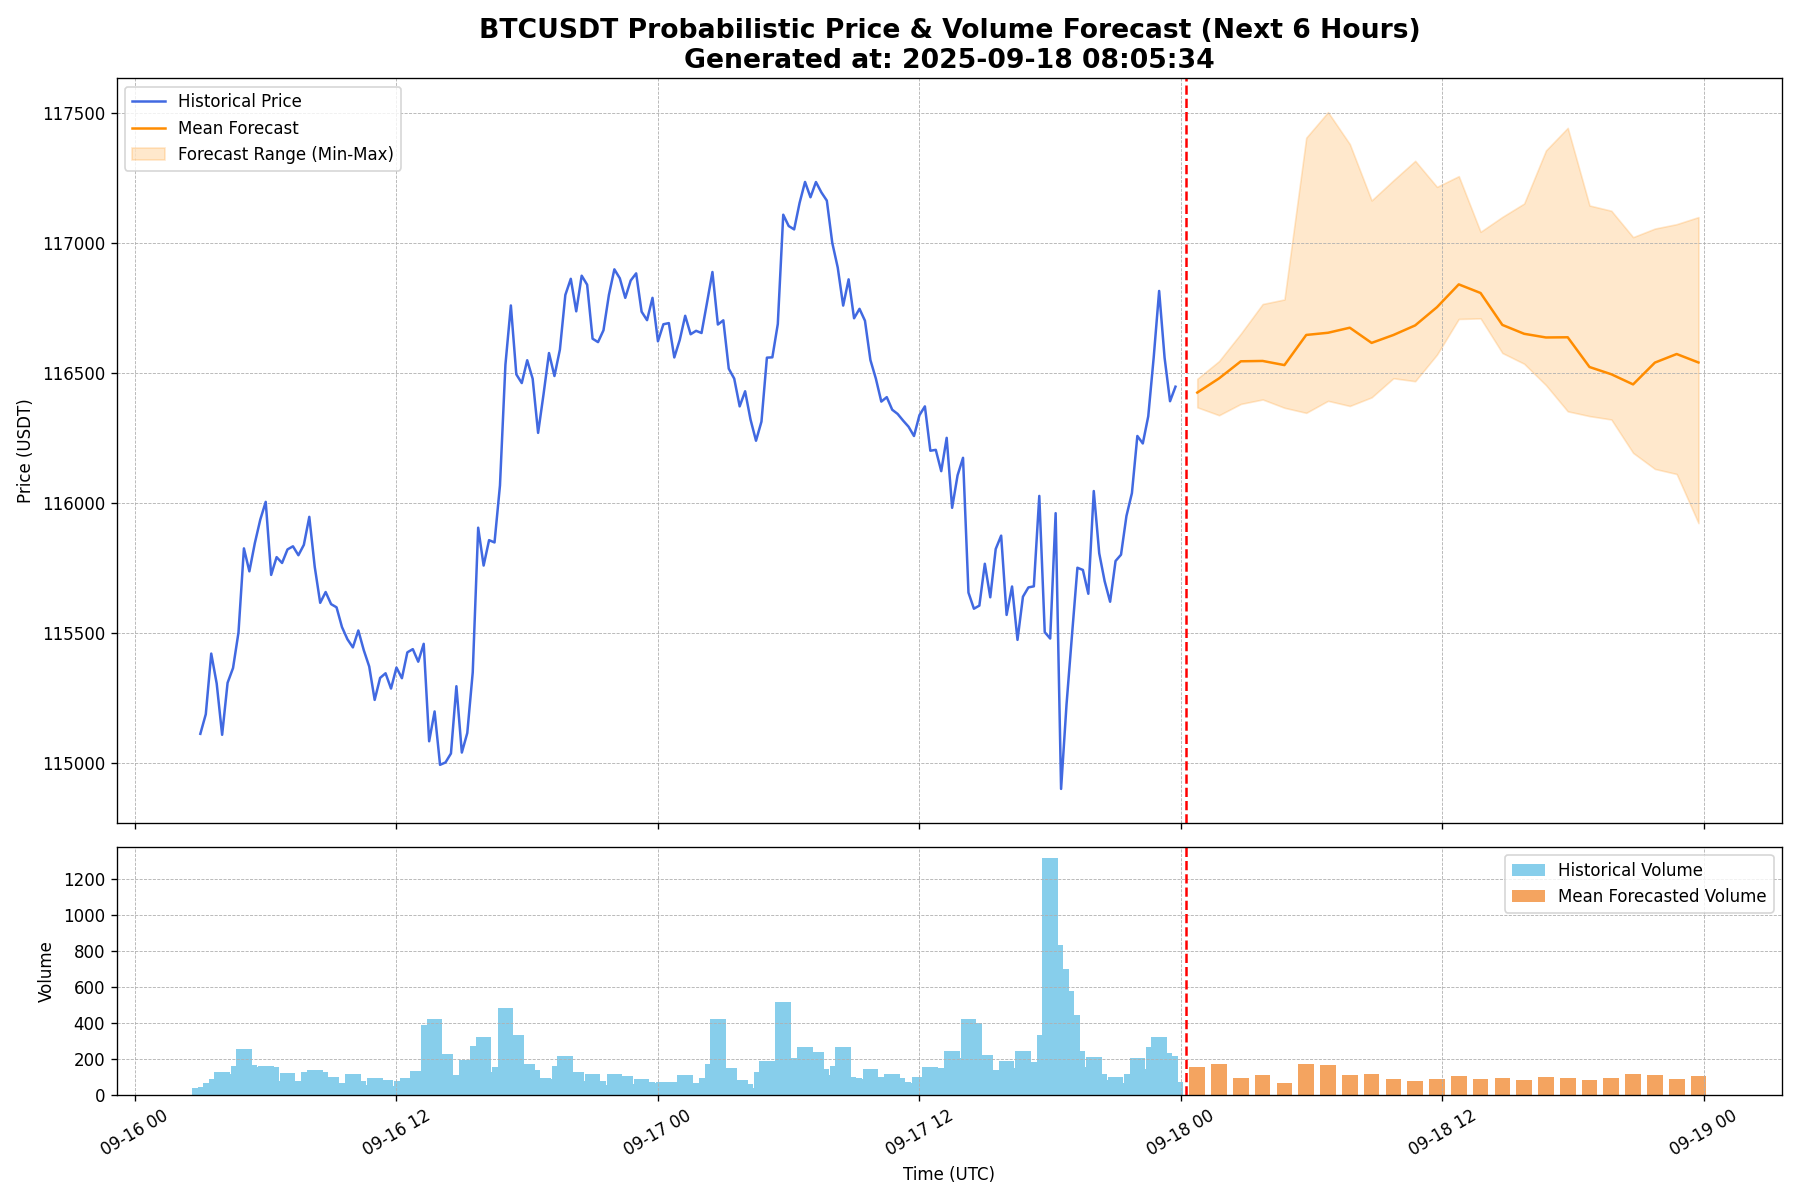 BTCUSDT Probabilistic Price & Volume Forecast (Next 6 Hours)
Generated at: 2025-09-18 08:05:34
Historical Price
Mean Forecast
Forecast Range (Min-Max)
117500
117000
116500
116000
115500
115000
Price (USDT)
Historical Volume
Mean Forecasted Volume
1200
1000
800
600
400
200
0
Volume
09-16 00
09-16 12
09-17 00
09-17 12
09-18 00
09-18 12
09-19 00
Time (UTC)